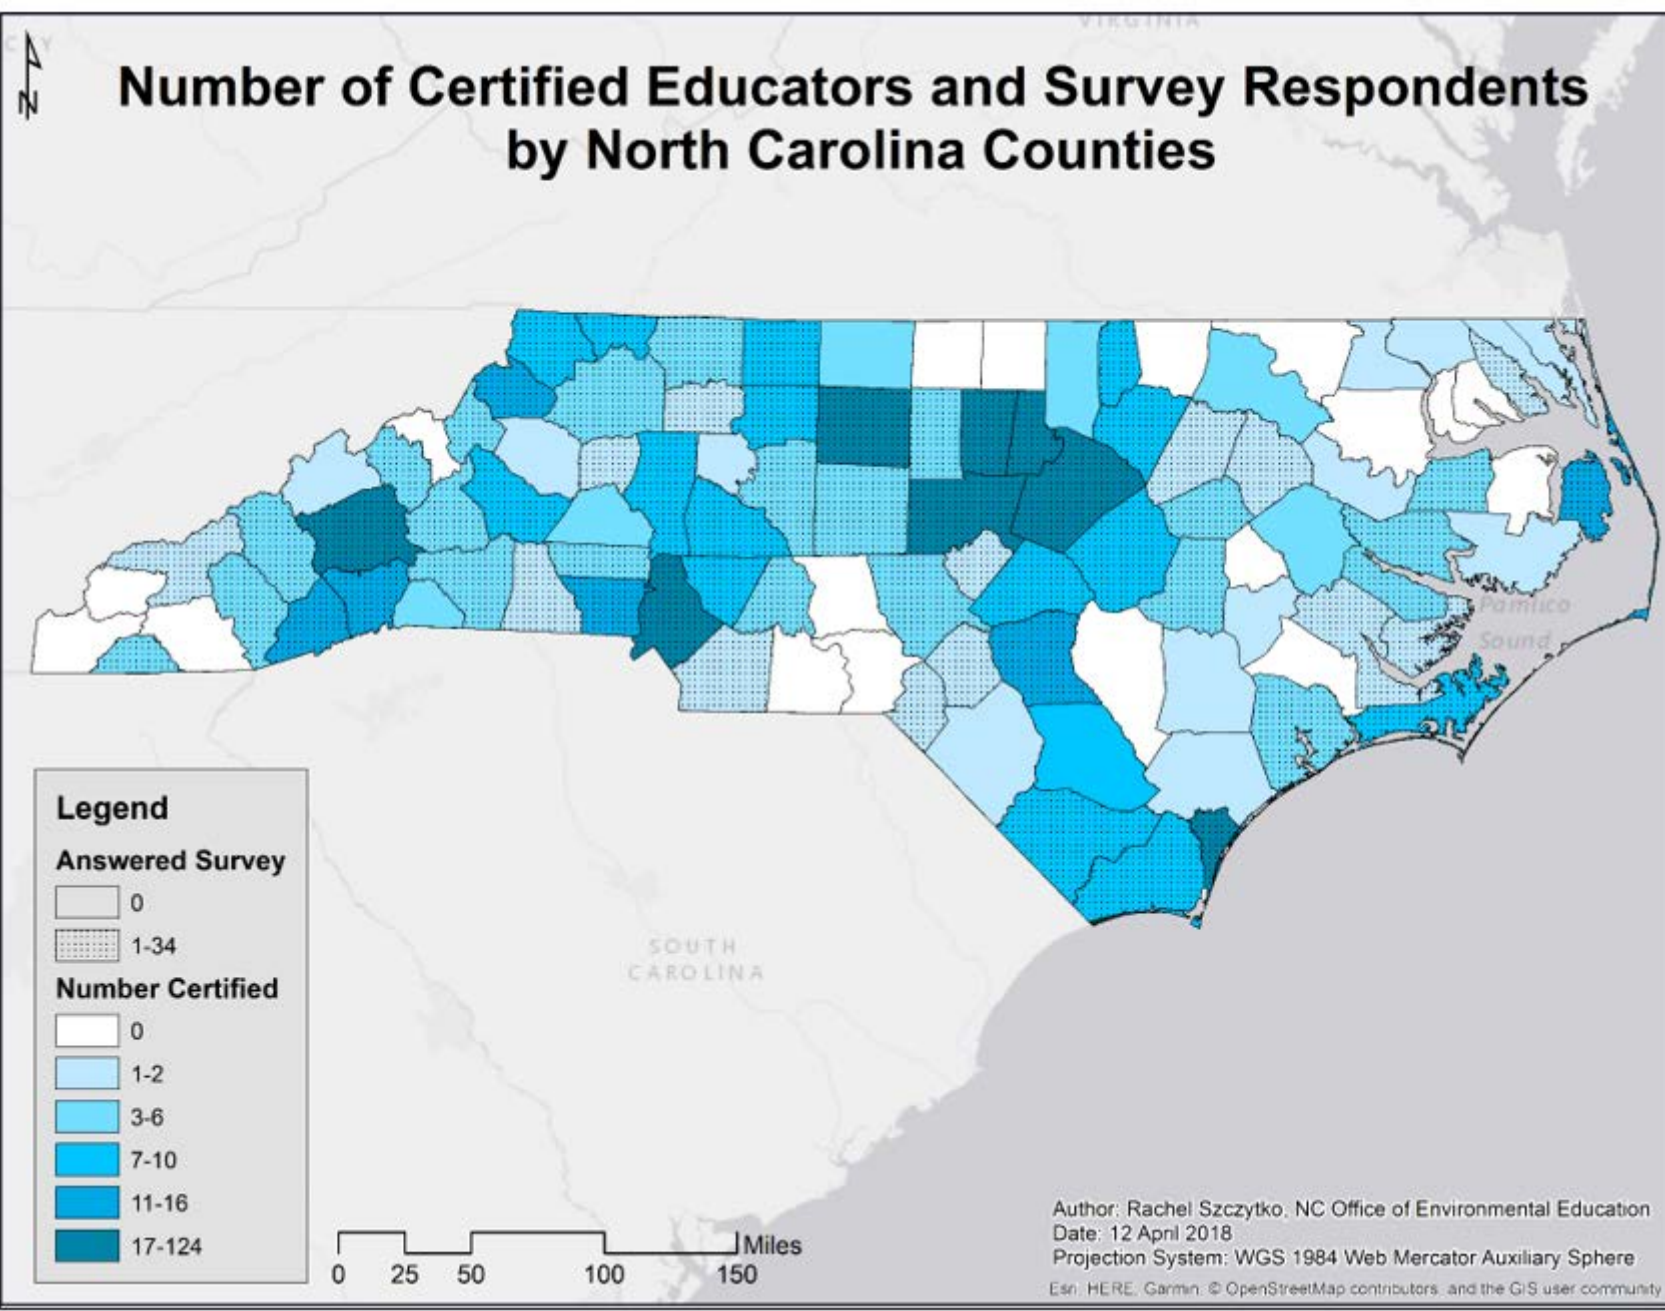 VIRGINIA
N
Number of Certified Educators and Survey Respondents
by North Carolina Counties
Pamlico
Sound
Legend
Answered Survey
0
1-34
Number Certified
0
1-2
3-6
7-10
11-16
17-124
SOUTH
CAROLINA
Miles
0 25 50 100 150
Author: Rachel Szczytko, NC Office of Environmental Education
Date: 12 April 2018
Projection System: WGS 1984 Web Mercator Auxiliary Sphere
Esri, HERE, Garmin, © OpenStreetMap contributors, and the GIS user community